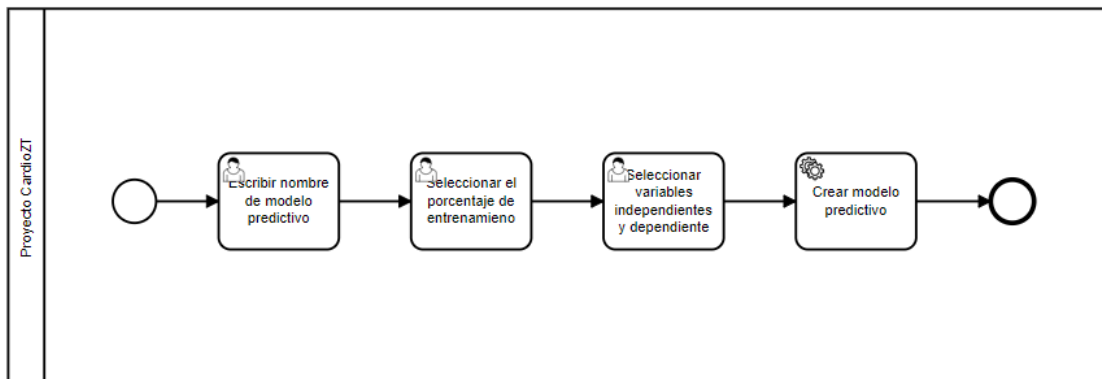 Proyecto CardioZT
Escribir nombre
de modelo
predictivo
Seleccionar el
porcentaje de
entrenamieno
Seleccionar
variables
independientes
y dependiente
Crear modelo
predictivo